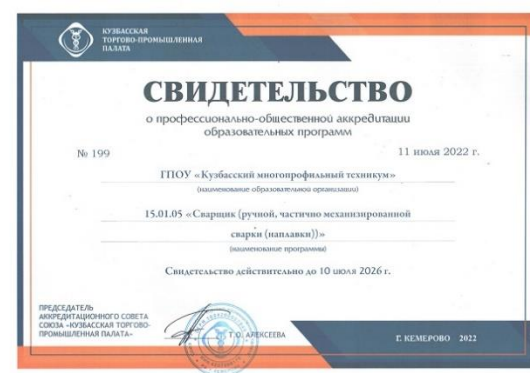 КУЗБАССКАЯ
ТОРГОВО-ПРОМЫШЛЕННАЯ
ПАЛАТА
СВИДЕТЕЛЬСТВО
о профессионально-общественной аккредитации
образовательных программ
№ 199
11 июля 2022 г.
ГПОУ «Кузбасский многопрофильный техникум»
(наименование образовательной организации)
15.01.05 «Сварщик (ручной, частично механизированной
сварки (наплавки))»
(наименование программы)
Свидетельство действительно до 10 июля 2026 г.
ПРЕДСЕДАТЕЛЬ
АККРЕДИТАЦИОННОГО СОВЕТА
СОЮЗА «КУЗБАССКАЯ ТОРГОВО-
ПРОМЫШЛЕННАЯ ПАЛАТА»
Т.О. АЛЕКСЕЕВА
Г. КЕМЕРОВО 2022